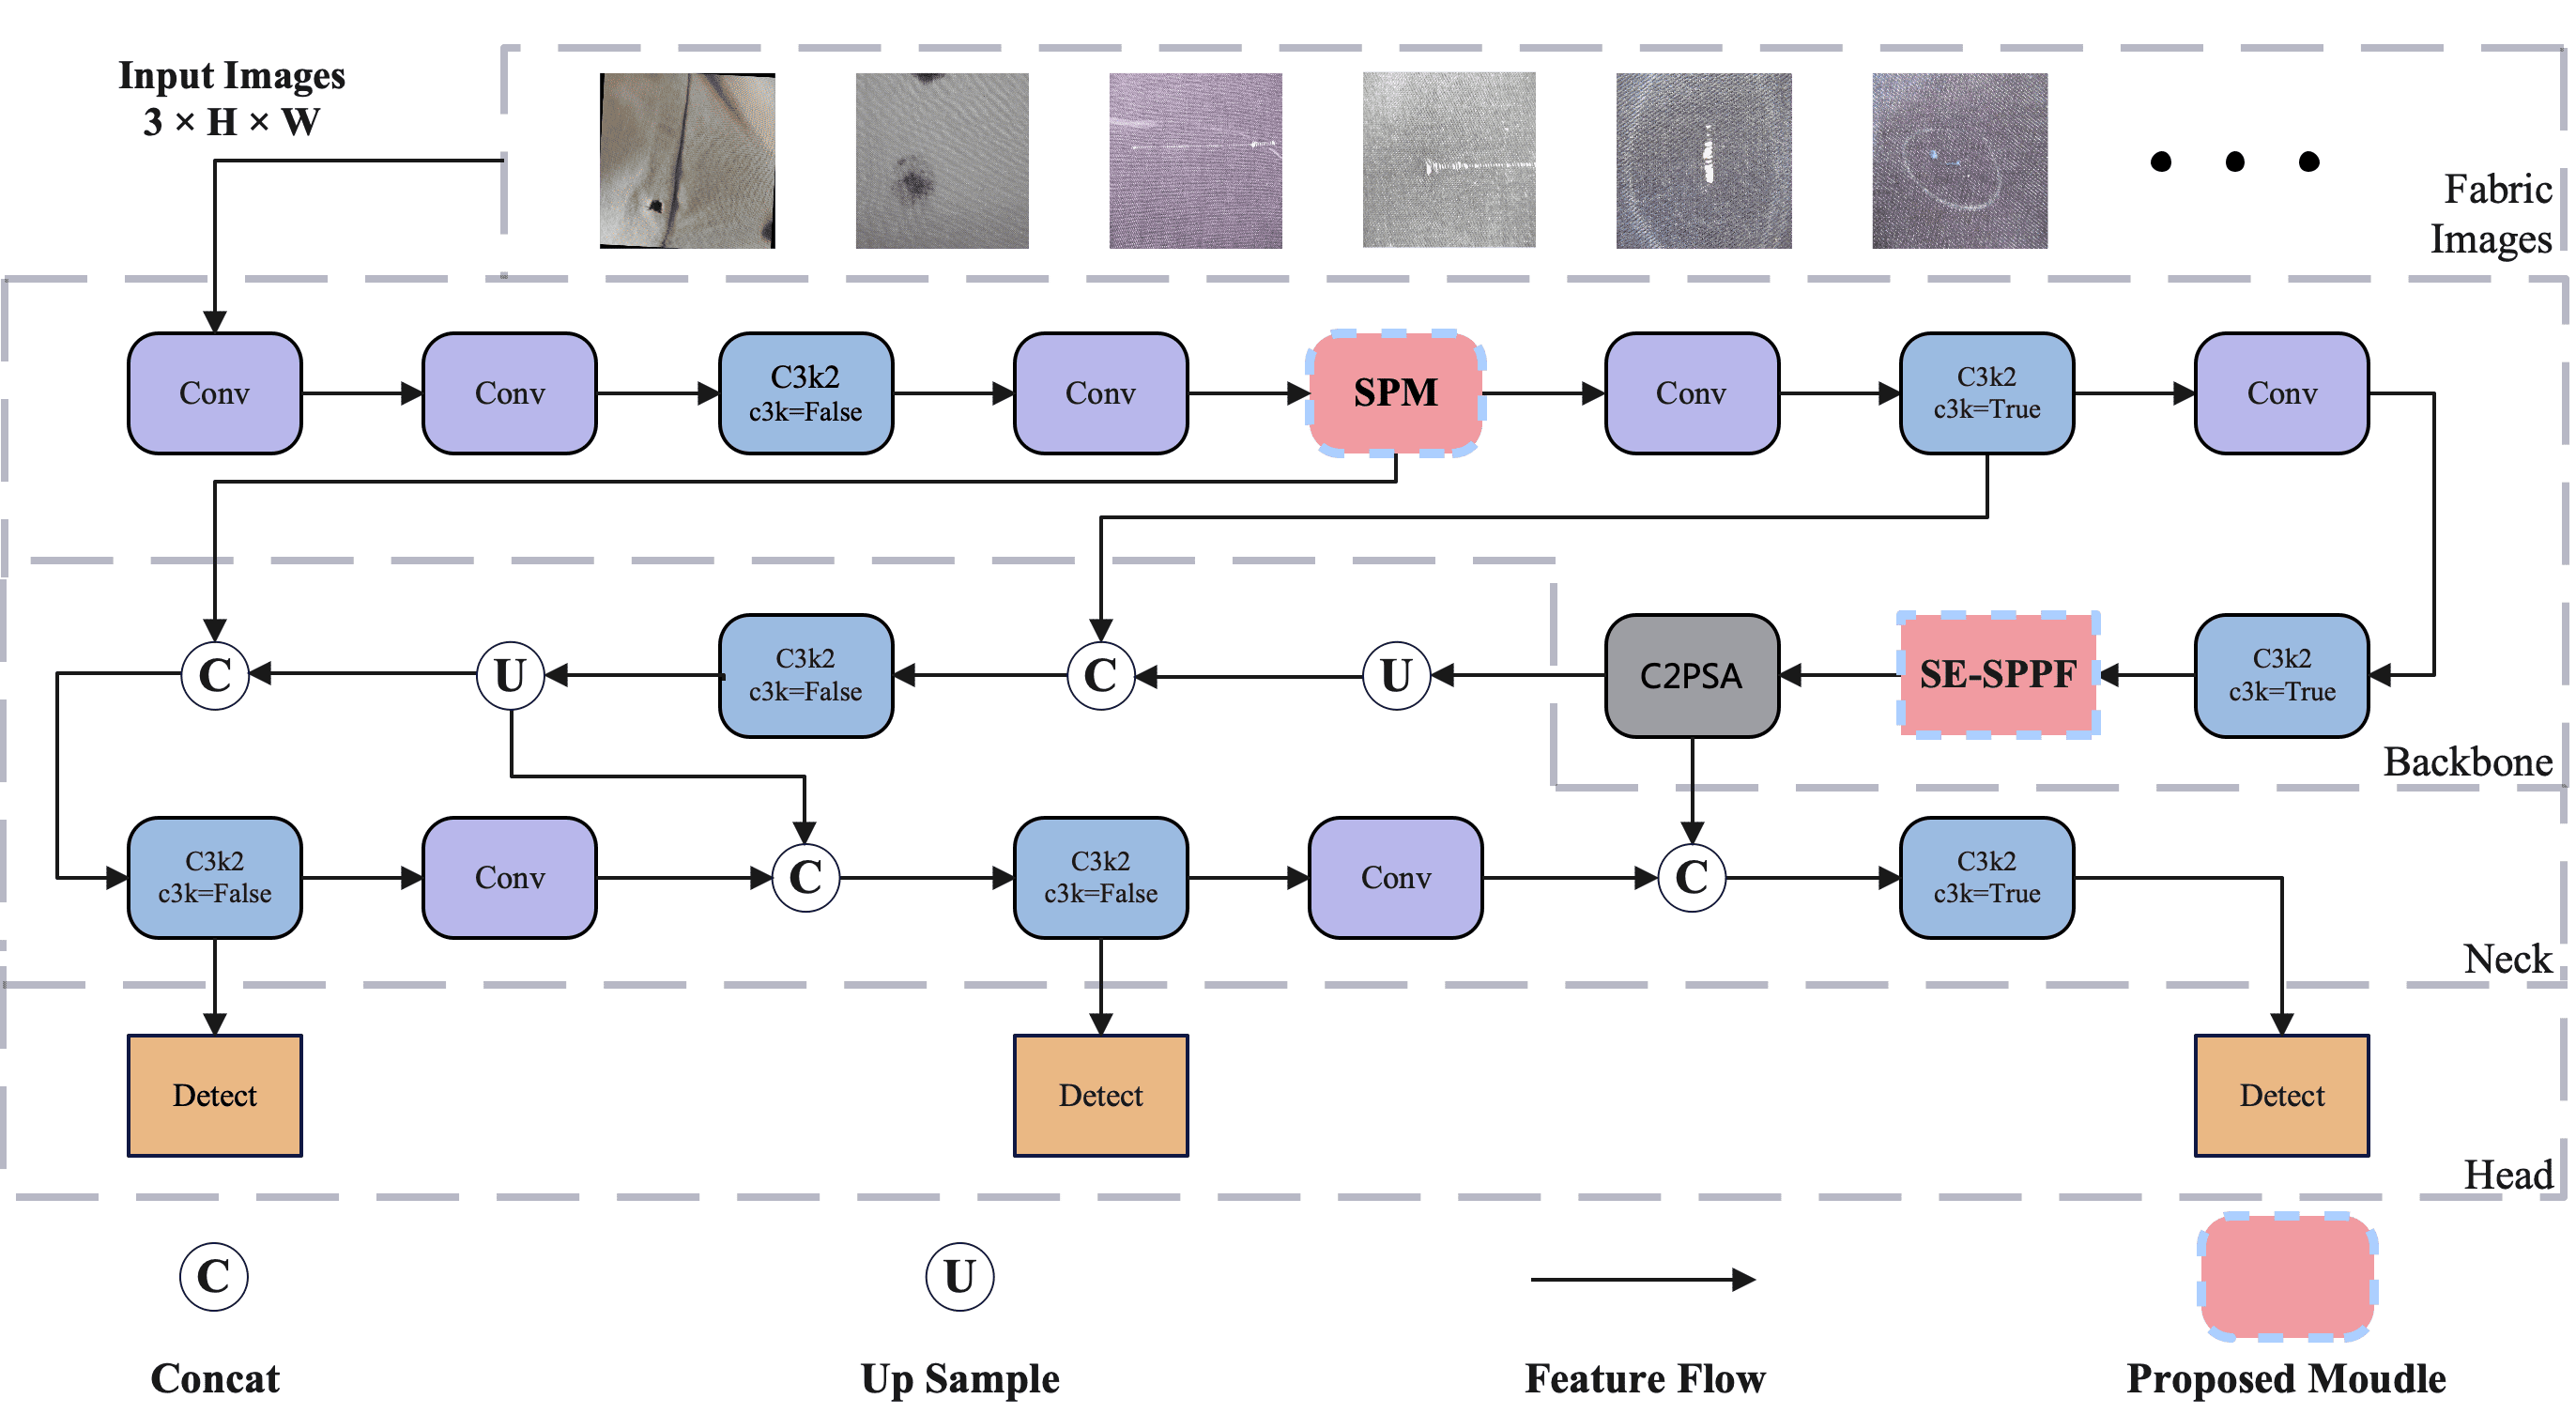 Input Images
3 × H × W
Fabric
Images
Conv
Conv
C3k2
c3k=False
Conv
SPM
Conv
C3k2
c3k=True
Conv
C
U
C3k2
c3k=False
C
U
C2PSA
SE-SPPF
C3k2
c3k=True
Backbone
C3k2
c3k=False
Conv
C
C3k2
c3k=False
Conv
C
C3k2
c3k=True
Neck
Detect
Detect
Detect
Head
C
U
Concat
Up Sample
Feature Flow
Proposed Moudle